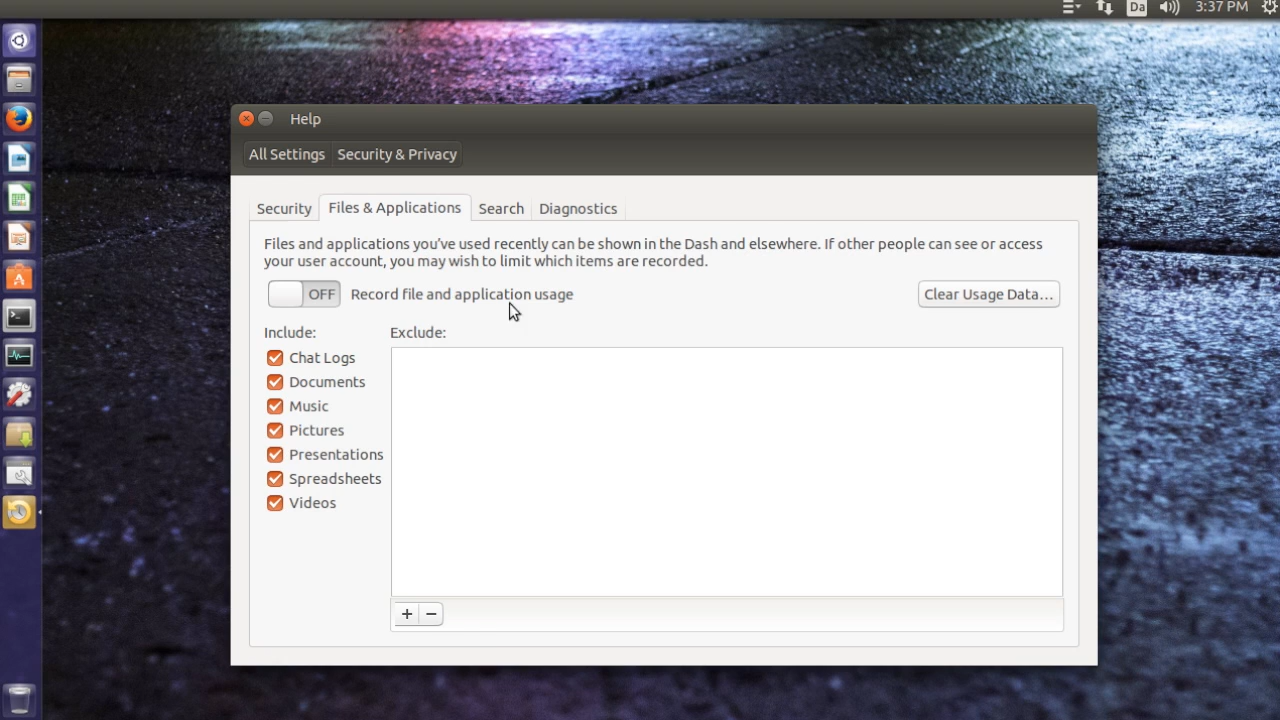 Da 3:37 PM
Help
All Settings Security & Privacy
Security Files & Applications Search Diagnostics
Files and applications you've used recently can be shown in the Dash and elsewhere. If other people can see or access
your user account, you may wish to limit which items are recorded.
OFF Record file and application usage Clear Usage Data...
Include: Exclude:
Chat Logs
Documents
Music
Pictures
Presentations
Spreadsheets
Videos
+ −